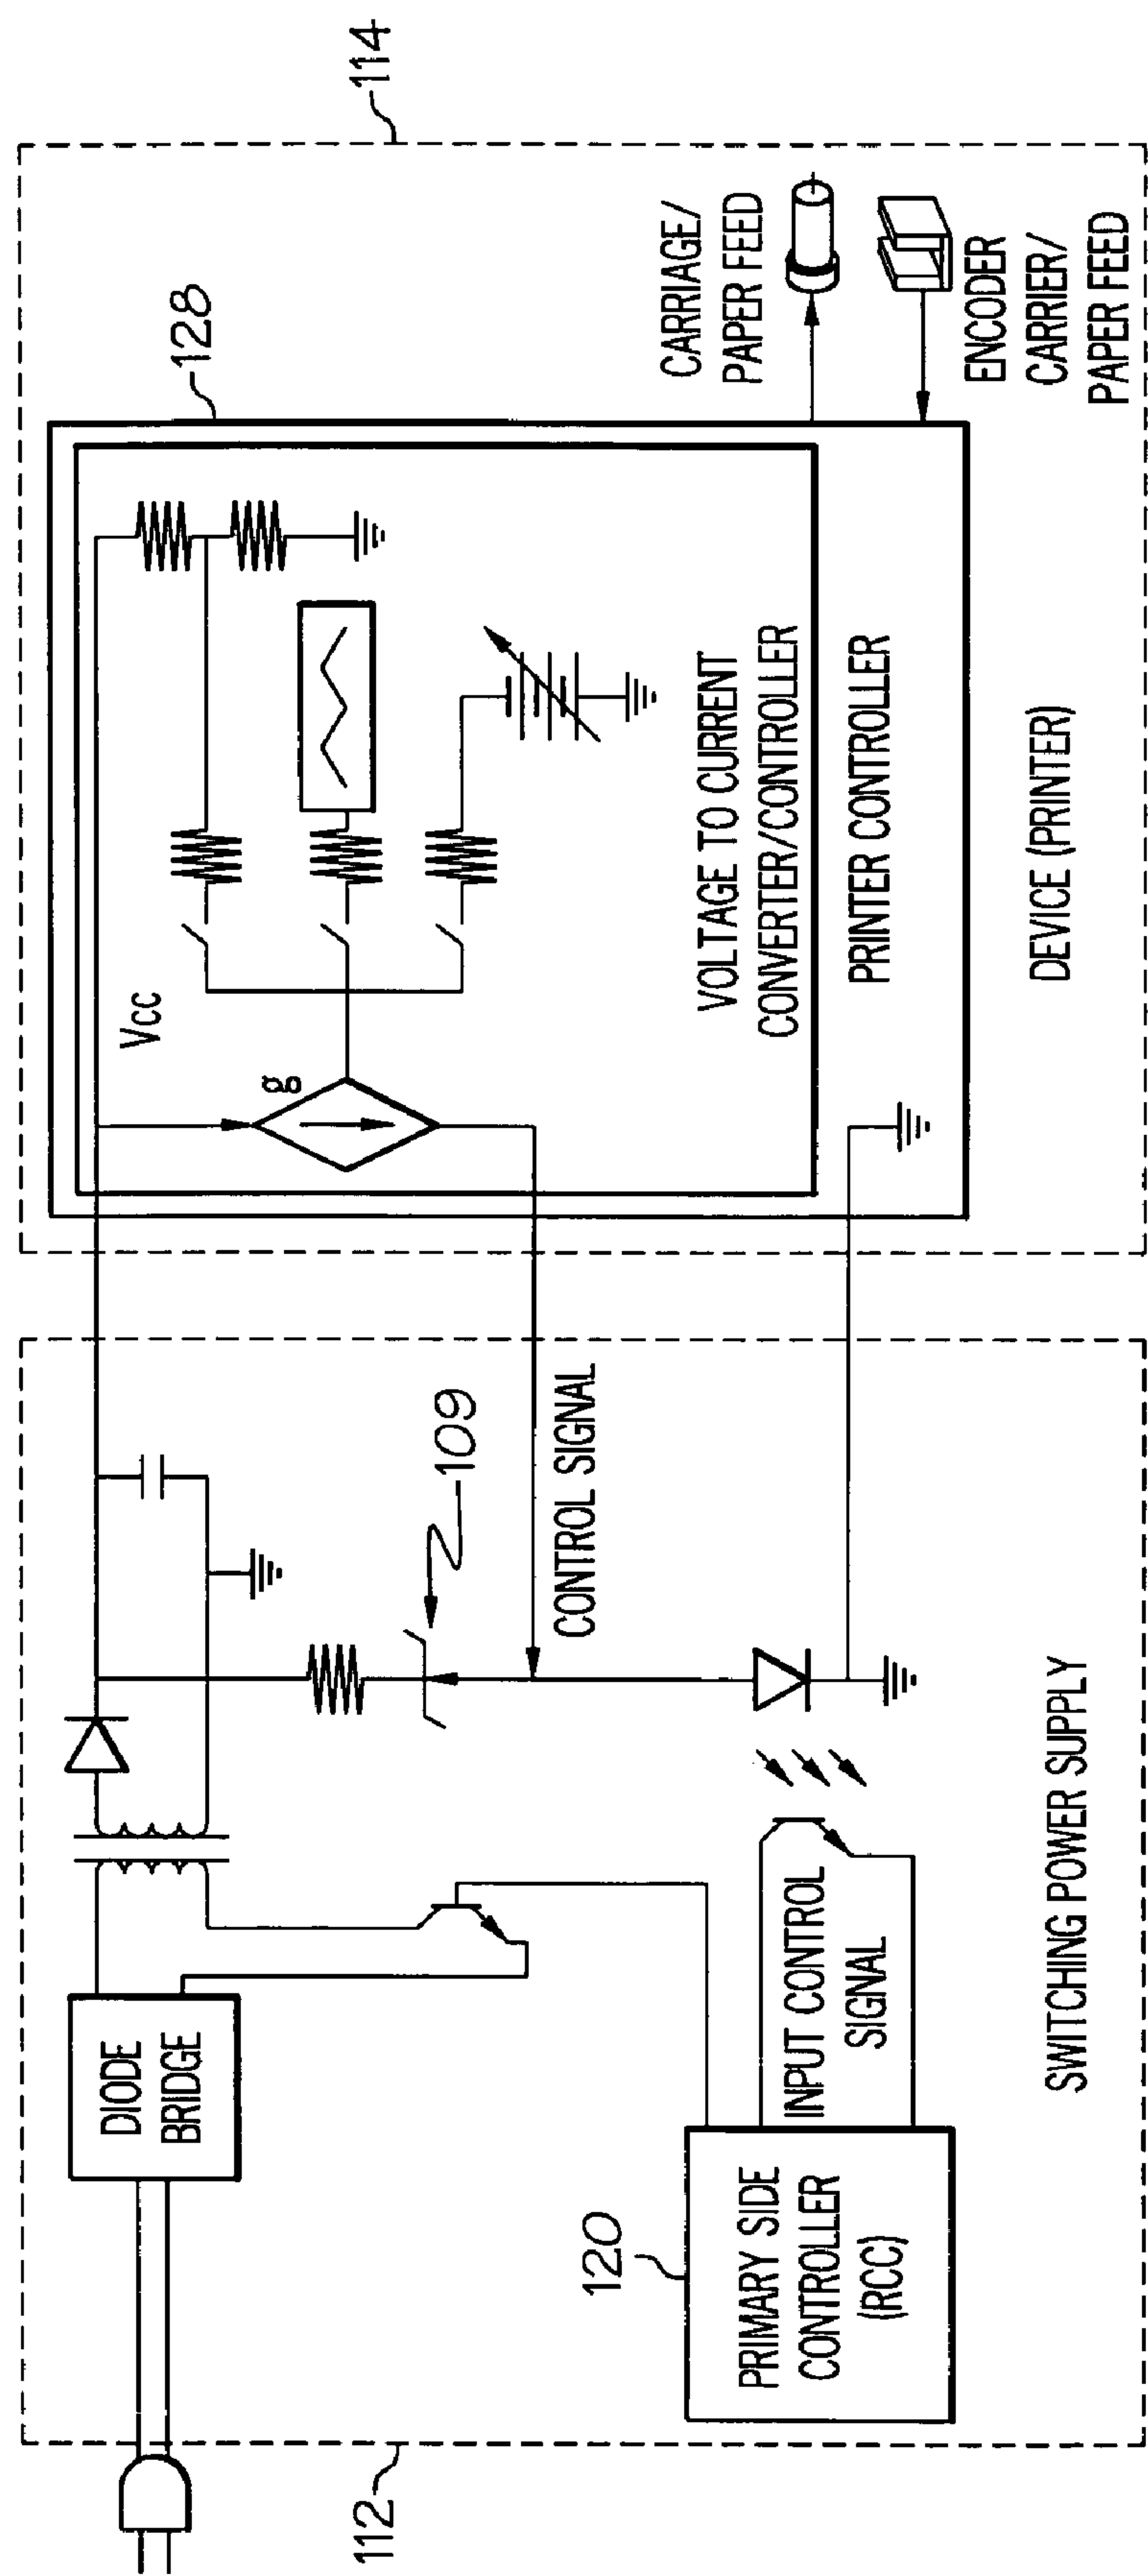 112
DIODE
BRIDGE
120
PRIMARY SIDE
CONTROLLER
(RCC)
INPUT CONTROL
SIGNAL
109
CONTROL SIGNAL
SWITCHING POWER SUPPLY
114
128
Vcc
g
VOLTAGE TO CURRENT
CONVERTER/CONTROLLER
PRINTER CONTROLLER
CARRIAGE/
PAPER FEED
ENCODER
CARRIER/
PAPER FEED
DEVICE (PRINTER)